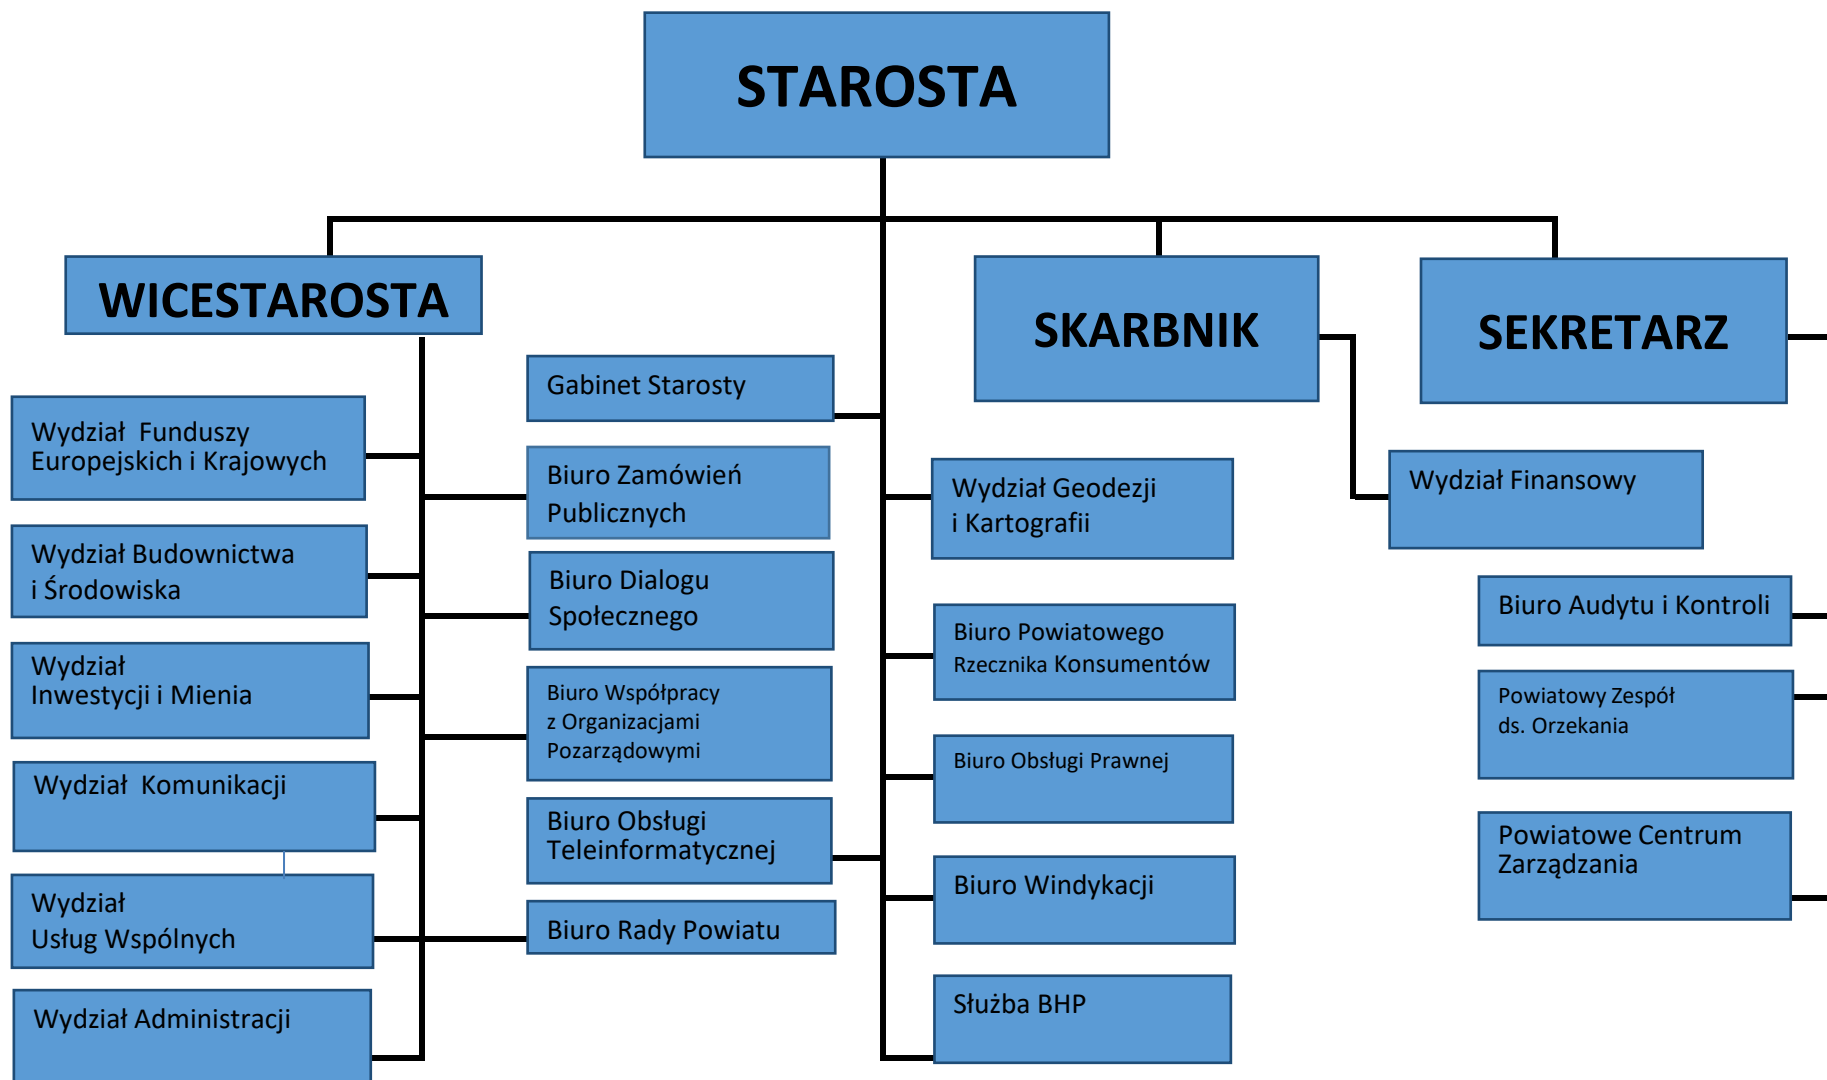 STAROSTA
WICESTAROSTA
SKARBNIK
SEKRETARZ
Wydział  Funduszy
Europejskich i Krajowych
Wydział Budownictwa
i Środowiska
Wydział
Inwestycji i Mienia
Wydział  Komunikacji
Wydział
Usług Wspólnych
Wydział Administracji
Gabinet Starosty
Biuro Zamówień
Publicznych
Biuro Dialogu
Społecznego
Biuro Współpracy
z Organizacjami
Pozarządowymi
Biuro Obsługi
Teleinformatycznej
Biuro Rady Powiatu
Wydział Geodezji
i Kartografii
Biuro Powiatowego
Rzecznika Konsumentów
Biuro Obsługi Prawnej
Biuro Windykacji
Służba BHP
Wydział Finansowy
Biuro Audytu i Kontroli
Powiatowy Zespół
ds. Orzekania
Powiatowe Centrum
Zarządzania